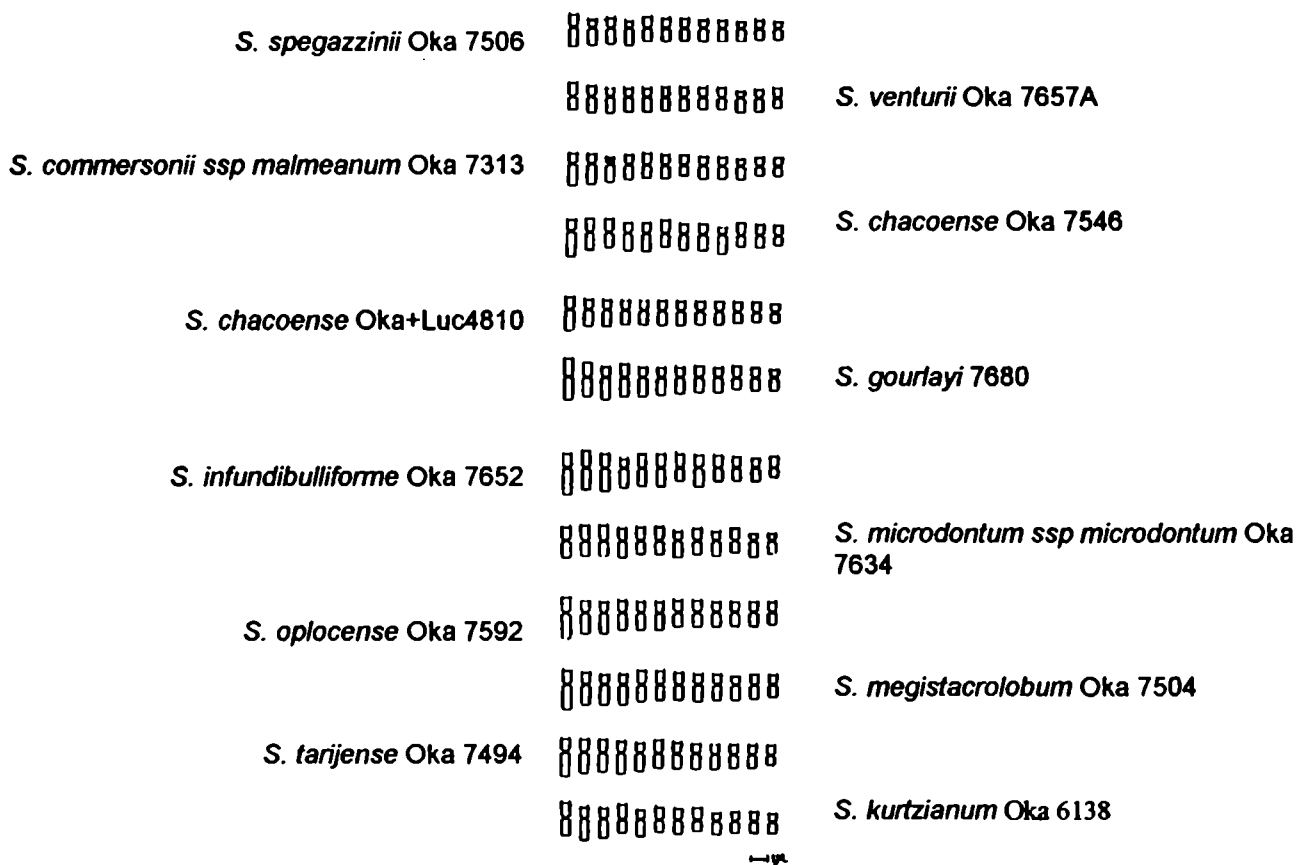 S. spegazzinii Oka 7506
S. venturii Oka 7657A
S. commersonii ssp malmeanum Oka 7313
S. chacoense Oka 7546
S. chacoense Oka+Luc4810
S. gourlayi 7680
S. infundibulliforme Oka 7652
S. microdontum ssp microdontum Oka
7634
S. oplocense Oka 7592
S. megistacrolobum Oka 7504
S. tarijense Oka 7494
S. kurtzianum Oka 6138